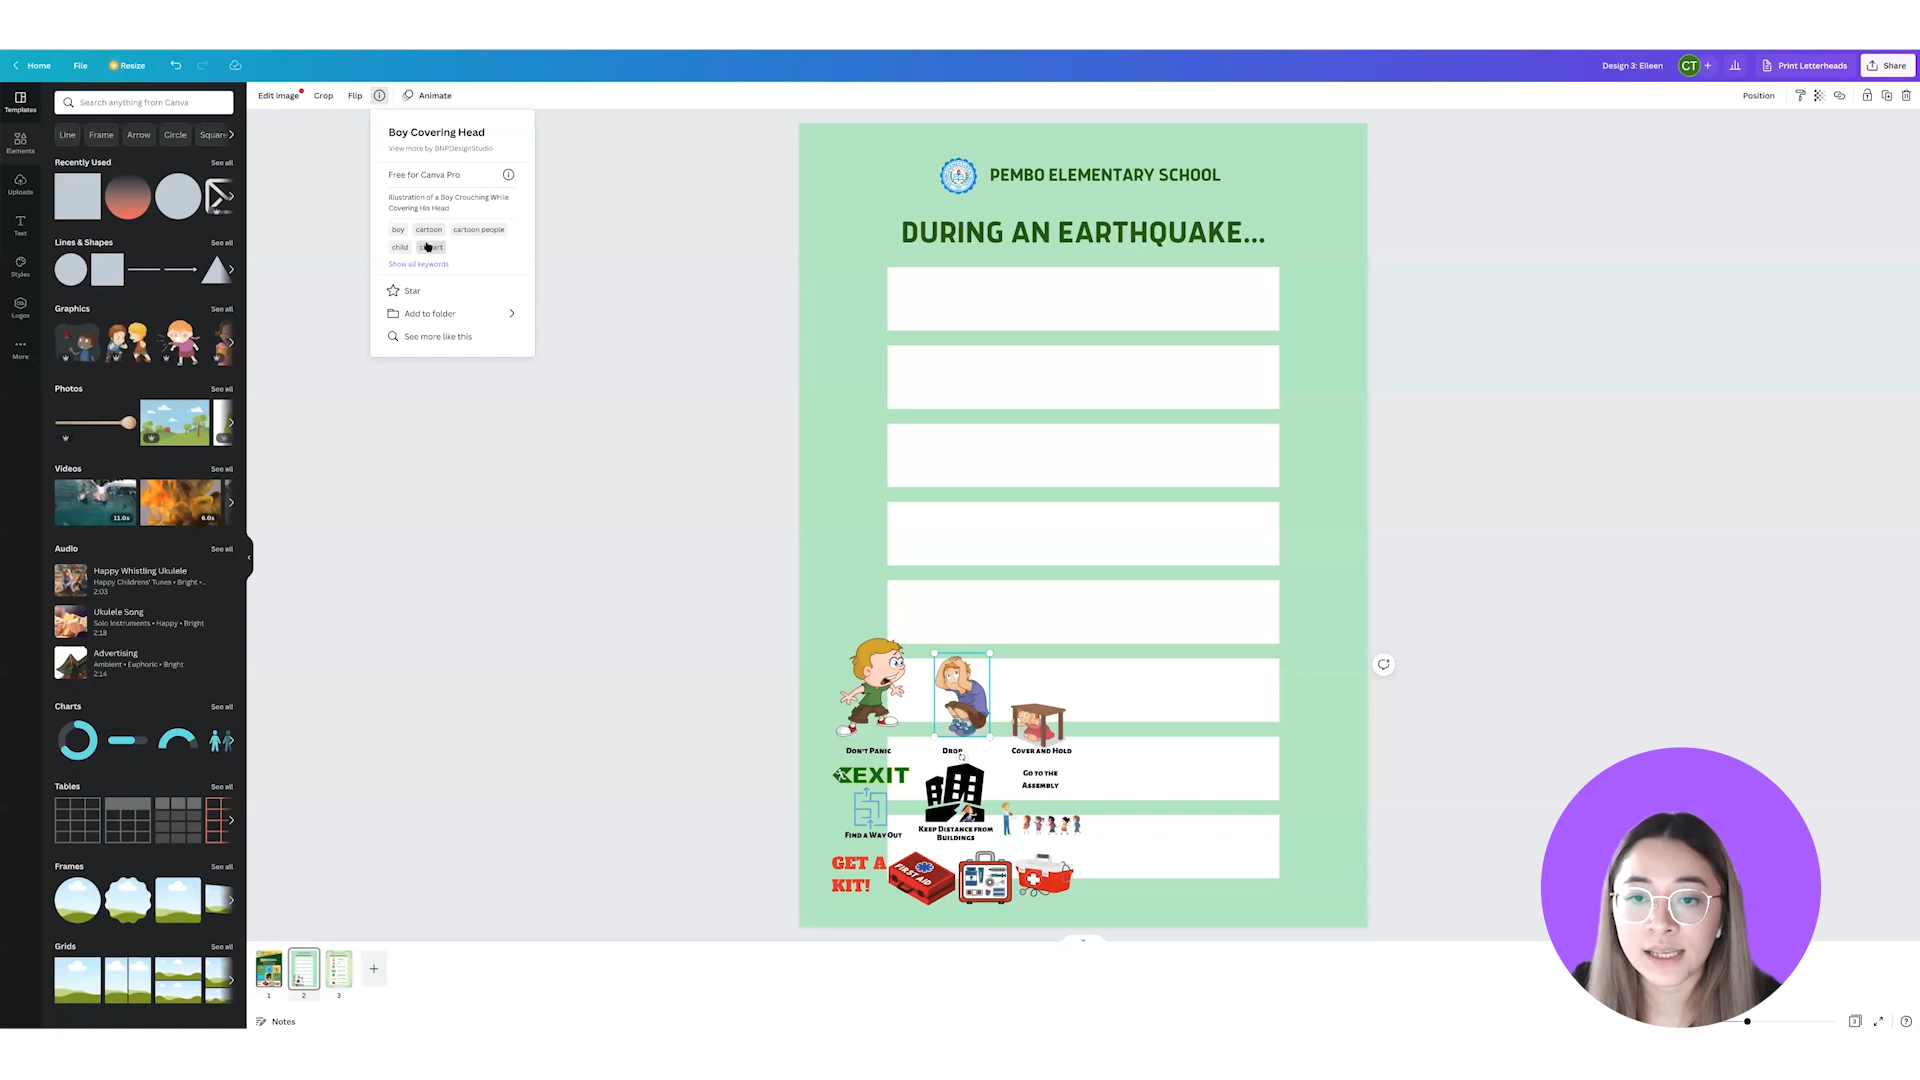 Home
File
Resize
Design 3: Eileen
CT
Print Letterheads
Share
Templates
Elements
Uploads
Text
Styles
Logos
More
Search anything from Canva
Line
Frame
Arrow
Circle
Square
Recently Used
See all
Lines & Shapes
See all
Graphics
See all
Photos
See all
Videos
See all
11.0s
6.0s
Audio
See all
Happy Whistling Ukulele
Happy Childrens' Tunes • Bright •...
2:03
Ukulele Song
Solo Instruments • Happy • Bright
2:18
Advertising
Ambient • Euphoric • Bright
2:14
Charts
See all
Tables
See all
Frames
See all
Grids
See all
Edit image
Crop
Flip
Animate
Position
Boy Covering Head
View more by BNPDesignStudio
Free for Canva Pro
Illustration of a Boy Crouching While
Covering His Head
boy
cartoon
cartoon people
child
Show all keywords
Star
Add to folder
See more like this
PEMBO ELEMENTARY SCHOOL
DURING AN EARTHQUAKE...
Don't Panic
Drop
Cover and Hold
EXIT
Go to the
Assembly
Find a Way Out
Keep Distance from
Buildings
GET A
KIT!
FIRST AID
1
2
3
Notes
3